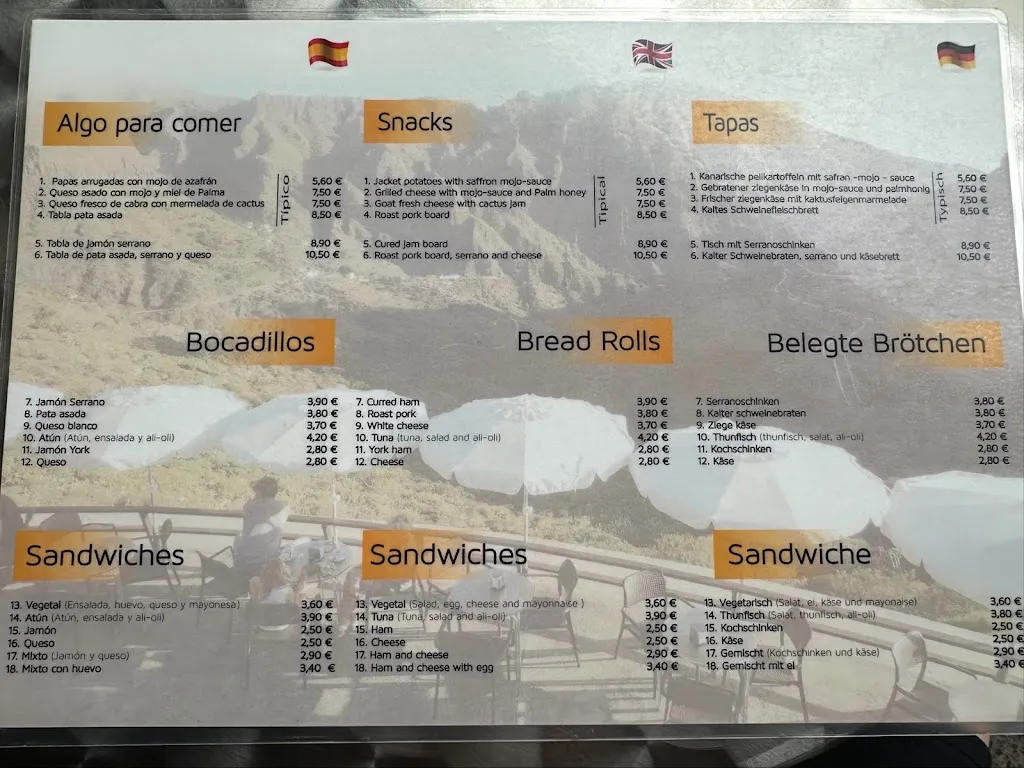 Algo para comer
1. Papas arrugadas con mojo de azafrán 5,60 €
2. Queso asado con mojo y miel de Palma 7,50 €
3. Queso fresco de cabra con mermelada de cactus 7,50 €
4. Tabla pata asada 8,50 €
Típico
5. Tabla de jamón serrano 8,90 €
6. Tabla de pata asada, serrano y queso 10,50 €
Snacks
1. Jacket potatoes with saffron mojo-sauce 5,60 €
2. Grilled cheese with mojo-sauce and Palm honey 7,50 €
3. Goat fresh cheese with cactus jam 7,50 €
4. Roast pork board 8,50 €
Typical
5. Cured jam board 8,90 €
6. Roast pork board, serrano and cheese 10,50 €
Tapas
1. Kanarische pelikartoffeln mit safran -mojo - sauce 5,60 €
2. Gebratener ziegenkäse in mojo-sauce und palmhonig 7,50 €
3. Frischer ziegenkäse mit kaktusfeigenmarmelade 7,50 €
4. Kaltes Schweinefleischbrett 8,50 €
Typisch
5. Tisch mit Serranoschinken 8,90 €
6. Kalter Schweinebraten, serrano und käsebrett 10,50 €
Bocadillos
7. Jamón Serrano 3,90 €
8. Pata asada 3,80 €
9. Queso blanco 3,70 €
10. Atún (Atún, ensalada y ali-oli) 4,20 €
11. Jamón York 2,80 €
12. Queso 2,80 €
Bread Rolls
7. Curred ham 3,90 €
8. Roast pork 3,80 €
9. White cheese 3,70 €
10. Tuna (tuna, salad and ali-oli) 4,20 €
11. York ham 2,80 €
12. Cheese 2,80 €
Belegte Brötchen
7. Serranoschinken 3,80 €
8. Kalter schweinebraten 3,80 €
9. Ziege käse 3,70 €
10. Thunfisch (thunfisch, salat, ali-oli) 4,20 €
11. Kochschinken 2,80 €
12. Käse 2,80 €
Sandwiches
13. Vegetal (Ensalada, huevo, queso y mayonesa) 3,60 €
14. Atún (Atún, ensalada y ali-oli) 3,90 €
15. Jamón 2,50 €
16. Queso 2,50 €
17. Mixto (Jamón y queso) 2,90 €
18. Mixto con huevo 3,40 €
Sandwiches
13. Vegetal (Salad, egg, cheese and mayonnaise ) 3,60 €
14. Tuna (Tuna, salad and ali-oli) 3,90 €
15. Ham 2,50 €
16. Cheese 2,50 €
17. Ham and cheese 2,90 €
18. Ham and cheese with egg 3,40 €
Sandwiche
13. Vegetarisch (Salat, ei, käse und mayonnaise) 3,60 €
14. Thunfisch (Salat, thunfisch, ali-oli) 3,80 €
15. Kochschinken 2,50 €
16. Käse 2,50 €
17. Gemischt (Kochschinken und käse) 2,90 €
18. Gemischt mit ei 3,40 €